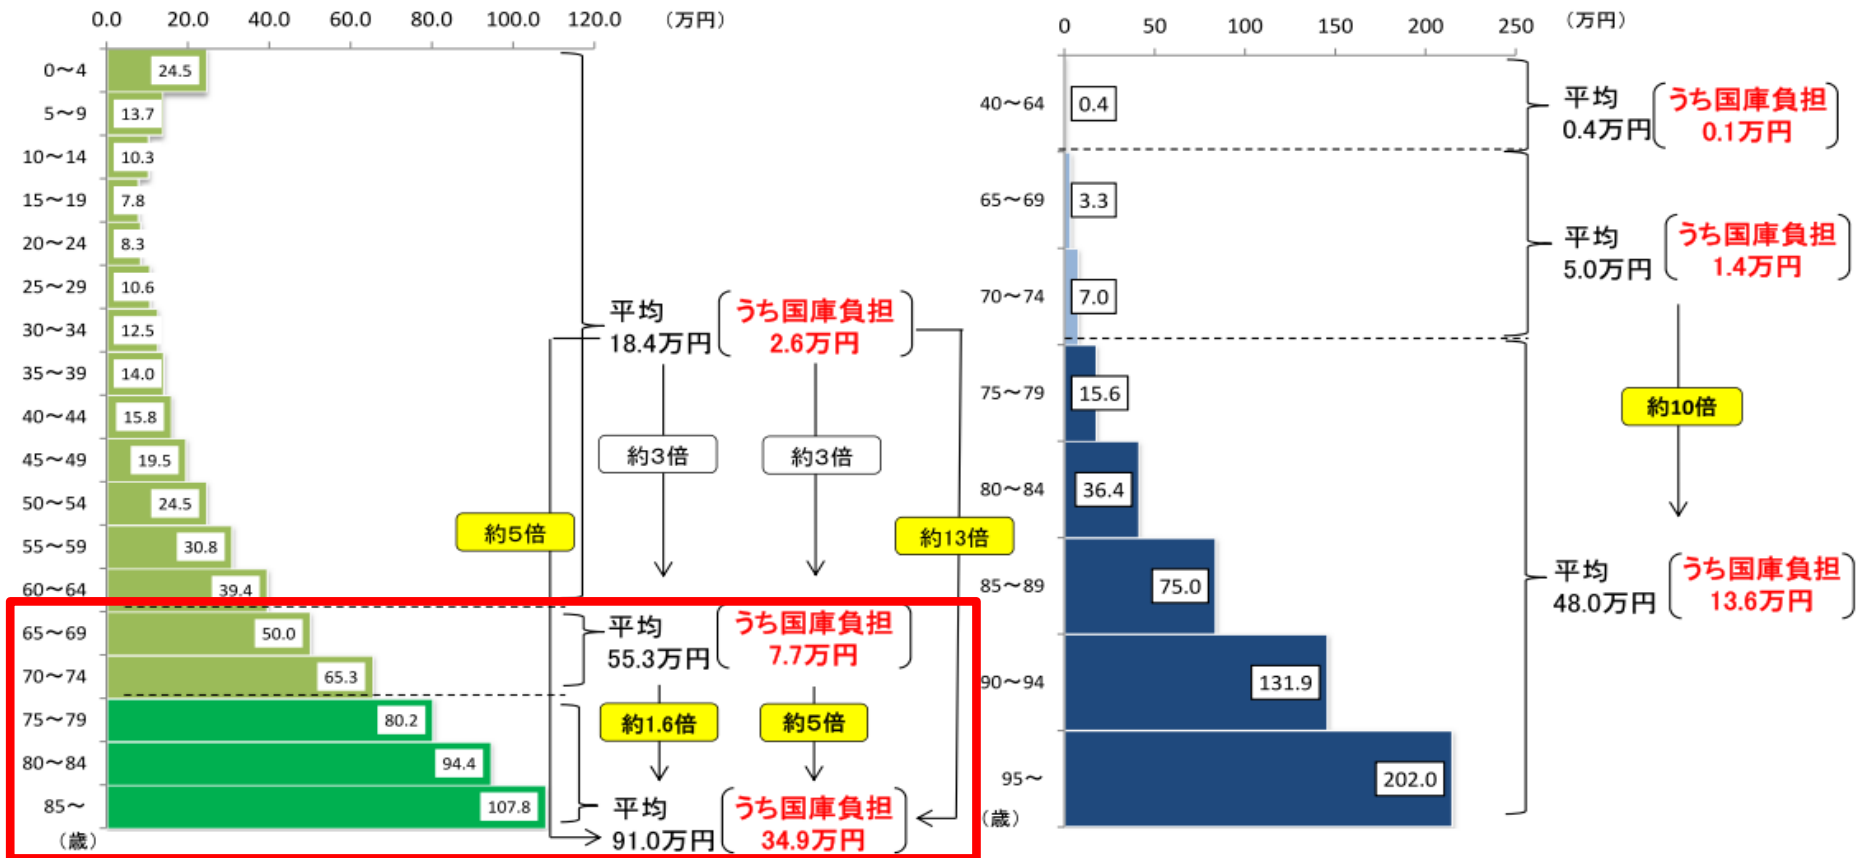 0.0 20.0 40.0 60.0 80.0 100.0 120.0 （万円）
0～4 24.5
5～9 13.7
10～14 10.3
15～19 7.8
20～24 8.3
25～29 10.6
30～34 12.5
35～39 14.0
40～44 15.8
45～49 19.5
50～54 24.5
55～59 30.8
60～64 39.4
65～69 50.0
70～74 65.3
75～79 80.2
80～84 94.4
85～ 107.8
（歳）
平均
18.4万円
うち国庫負担
2.6万円
約3倍
約3倍
約5倍
約13倍
平均
55.3万円
うち国庫負担
7.7万円
約1.6倍
約5倍
平均
91.0万円
うち国庫負担
34.9万円
0 50 100 150 200 250 （万円）
40～64 0.4
65～69 3.3
70～74 7.0
75～79 15.6
80～84 36.4
85～89 75.0
90～94 131.9
95～ 202.0
（歳）
平均
0.4万円
うち国庫負担
0.1万円
平均
5.0万円
うち国庫負担
1.4万円
約10倍
平均
48.0万円
うち国庫負担
13.6万円